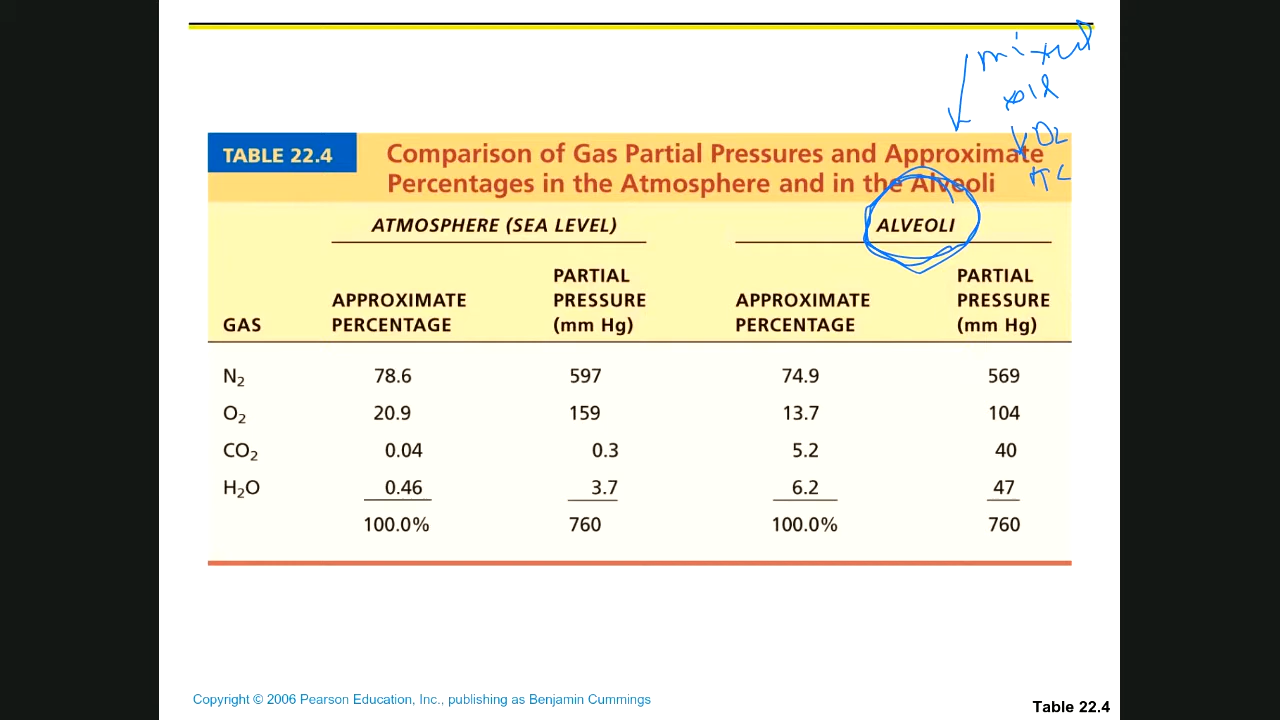 mixed
air
↓O2
↑C
TABLE 22.4
Comparison of Gas Partial Pressures and Approximate
Percentages in the Atmosphere and in the Alveoli
ATMOSPHERE (SEA LEVEL) ALVEOLI
GAS APPROXIMATE PERCENTAGE PARTIAL PRESSURE (mm Hg) APPROXIMATE PERCENTAGE PARTIAL PRESSURE (mm Hg)
N2 78.6 597 74.9 569
O2 20.9 159 13.7 104
CO2 0.04 0.3 5.2 40
H2O 0.46 3.7 6.2 47
100.0% 760 100.0% 760
Copyright © 2006 Pearson Education, Inc., publishing as Benjamin Cummings
Table 22.4